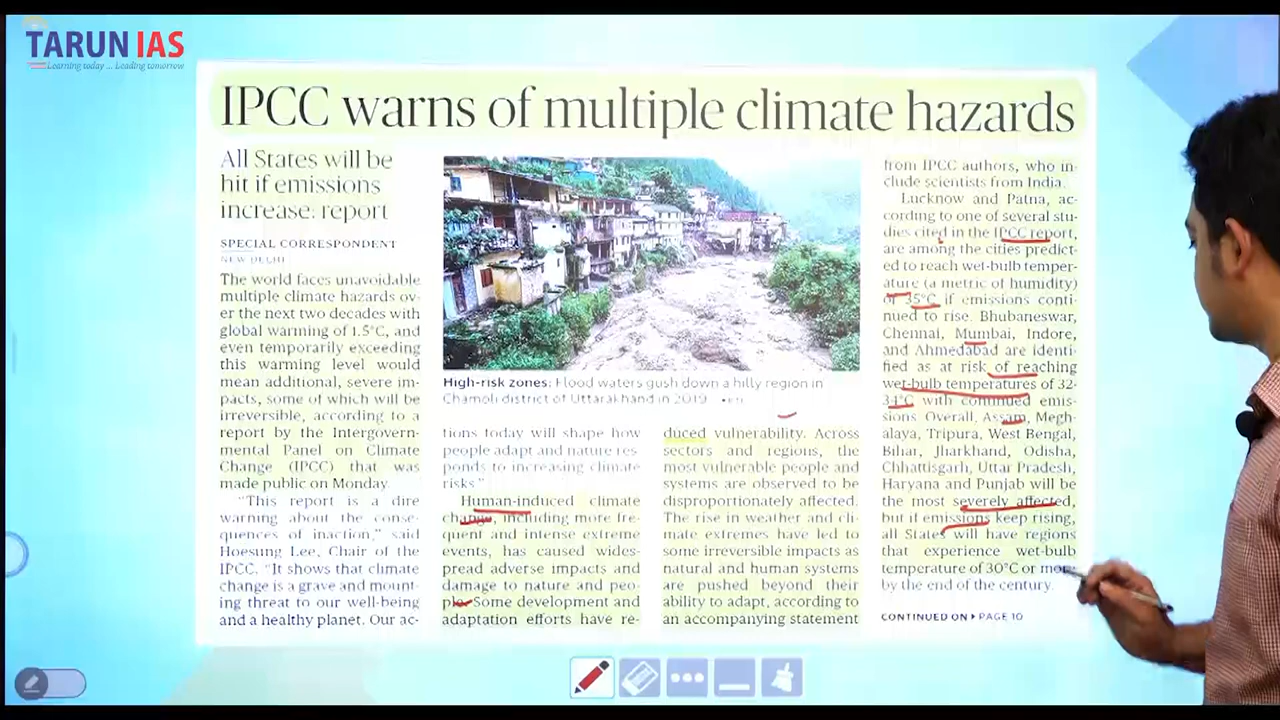 TARUN IAS
Learning today ... Leading tomorrow
IPCC warns of multiple climate hazards
All States will be
hit if emissions
increase: report
SPECIAL CORRESPONDENT
NEW DELHI
The world faces unavoidable
multiple climate hazards ov-
er the next two decades with
global warming of 1.5°C, and
even temporarily exceeding
this warming level would
mean additional, severe im-
pacts, some of which will be
irreversible, according to a
report by the Intergovern-
mental Panel on Climate
Change (IPCC) that was
made public on Monday.
"This report is a dire
warning about the conse-
quences of inaction," said
Hoesung Lee, Chair of the
IPCC. "It shows that climate
change is a grave and mount-
ing threat to our well-being
and a healthy planet. Our ac-
High-risk zones: Flood waters gush down a hilly region in
Chamoli district of Uttarakhand in 2019
tions today will shape how
people adapt and nature res-
ponds to increasing climate
risks"
Human-induced climate
change, including more fre-
quent and intense extreme
events, has caused wides-
pread adverse impacts and
damage to nature and peo-
ple. Some development and
adaptation efforts have re-
duced vulnerability. Across
sectors and regions, the
most vulnerable people and
systems are observed to be
disproportionately affected.
The rise in weather and cli-
mate extremes have led to
some irreversible impacts as
natural and human systems
are pushed beyond their
ability to adapt, according to
an accompanying statement
from IPCC authors, who in-
clude scientists from India.
Lucknow and Patna, ac-
cording to one of several stu-
dies cited in the IPCC report,
are among the cities predict-
ed to reach wet-bulb temper-
ature (a metric of humidity)
of 35°C if emissions conti-
nued to rise. Bhubaneswar,
Chennai, Mumbai, Indore,
and Ahmedabad are identi-
fied as at risk of reaching
wet-bulb temperatures of 32-
34°C with continued emis-
sions. Overall, Assam, Megh-
alaya, Tripura, West Bengal,
Bihar, Jharkhand, Odisha,
Chhattisgarh, Uttar Pradesh,
Haryana and Punjab will be
the most severely affected,
but if emissions keep rising,
all States will have regions
that experience wet-bulb
temperature of 30°C or more
by the end of the century.
CONTINUED ON ▸ PAGE 10